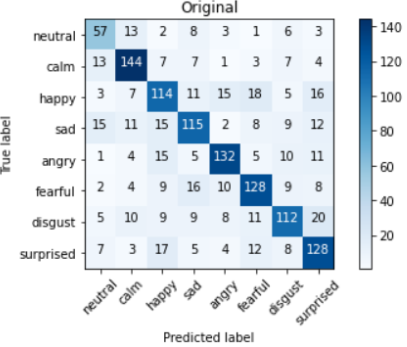 Original
neutral 57 13 2 8 3 1 6 3
calm 13 144 7 7 1 3 7 4
happy 3 7 114 11 15 18 5 16
sad 15 11 15 115 2 8 9 12
angry 1 4 15 5 132 5 10 11
fearful 2 4 9 16 10 128 9 8
disgust 5 10 9 9 8 11 112 20
surprised 7 3 17 5 4 12 8 128
neutral calm happy sad angry fearful disgust surprised
Predicted label
True label
140
120
100
80
60
40
20